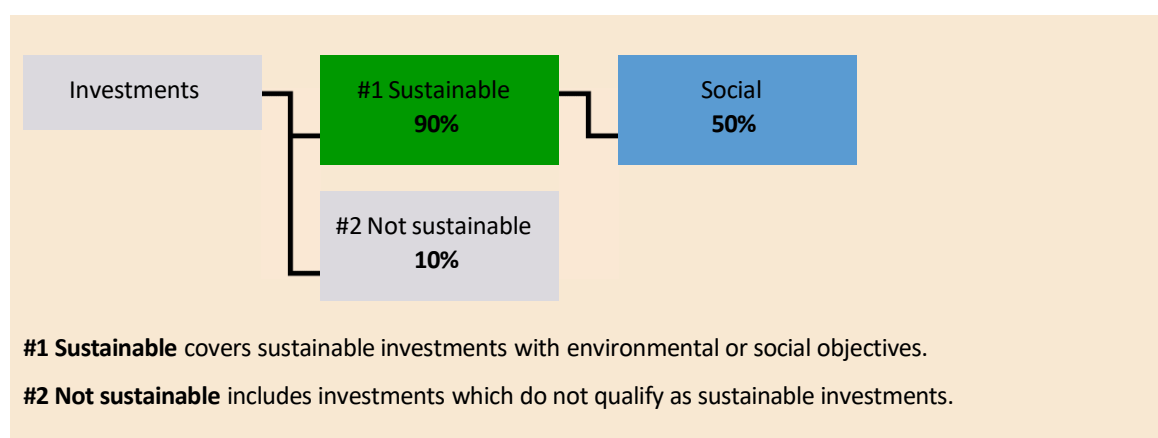 Investments
#1 Sustainable
90%
Social
50%
#2 Not sustainable
10%
#1 Sustainable covers sustainable investments with environmental or social objectives.
#2 Not sustainable includes investments which do not qualify as sustainable investments.